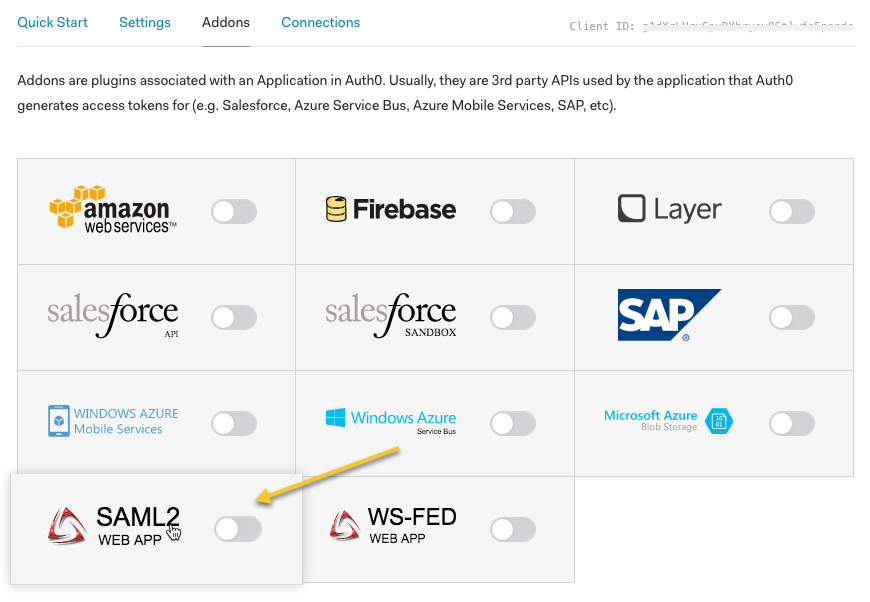 Quick Start Settings Addons Connections
Client ID:
Addons are plugins associated with an Application in Auth0. Usually, they are 3rd party APIs used by the application that Auth0
generates access tokens for (e.g. Salesforce, Azure Service Bus, Azure Mobile Services, SAP, etc).
amazon
webservices™
Firebase
Layer
salesforce
API
salesforce
SANDBOX
SAP®
WINDOWS AZURE
Mobile Services
Windows Azure
Service Bus
Microsoft Azure
Blob Storage
10
01
SAML2
WEB APP
WS-FED
WEB APP